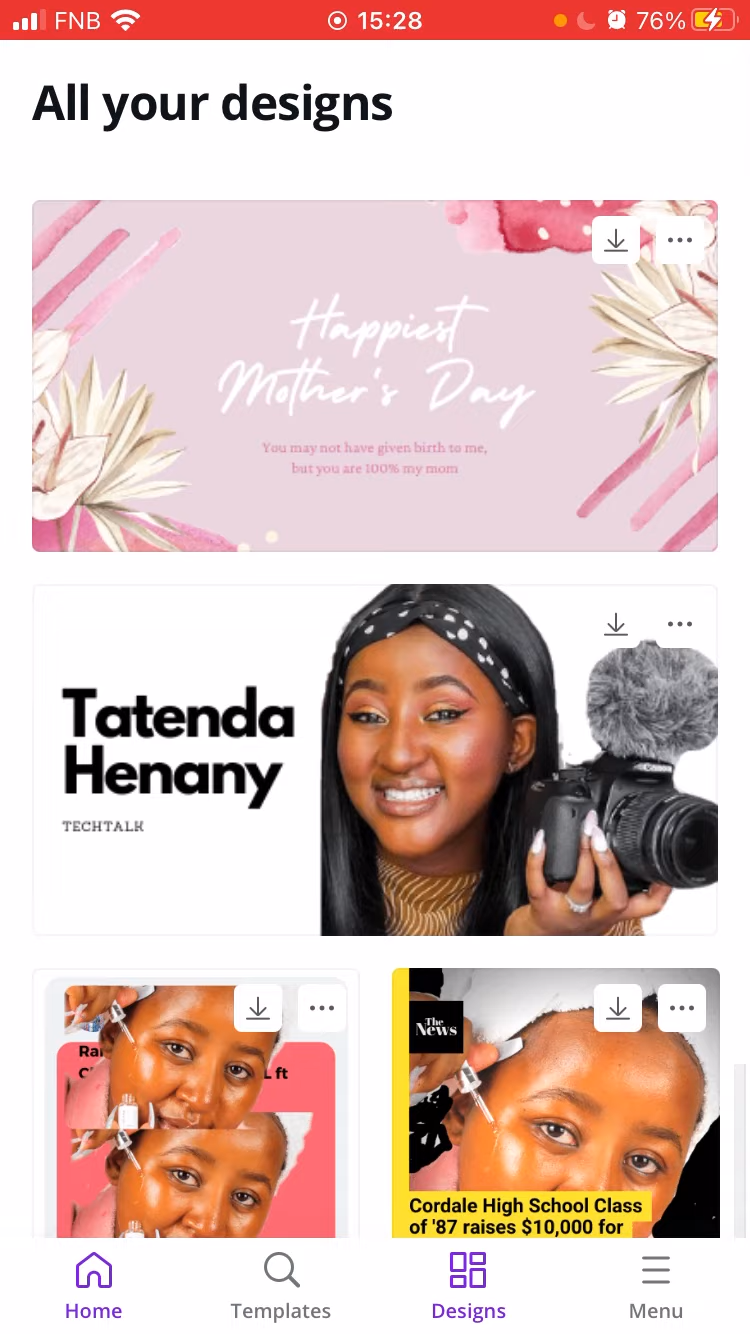 FNB 15:28 76%
All your designs
Happiest
Mother's Day
You may not have given birth to me,
but you are 100% my mom
Tatenda
Henany
TECHTALK
Canon
L ft
The
News
Cordale High School Class
of '87 raises $10,000 for
Home Templates Designs Menu